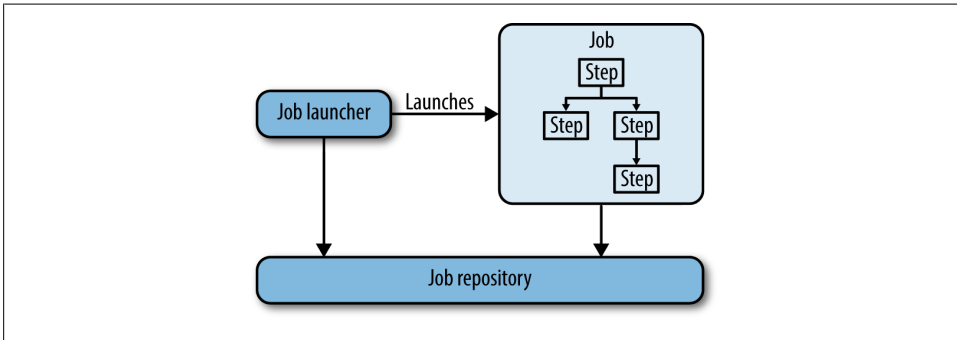 Job
Step
Job launcher
Launches
Step
Step
Step
Job repository